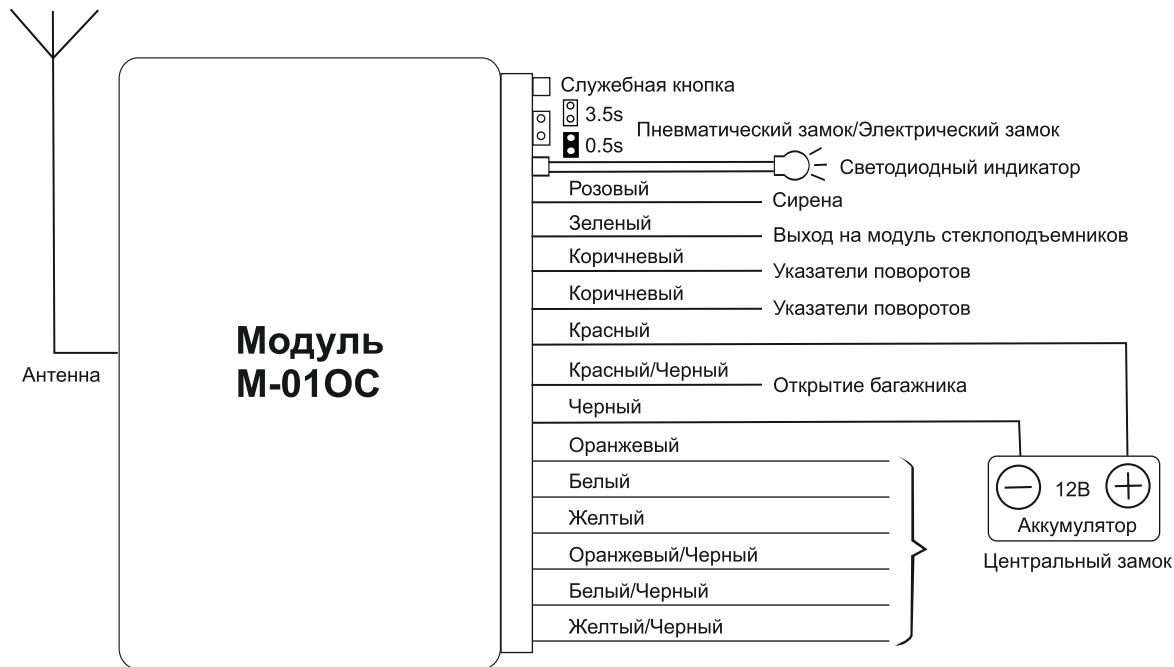 Служебная кнопка
3.5s
Пневматический замок/Электрический замок
0.5s
Светодиодный индикатор
Розовый
Сирена
Зеленый
Выход на модуль стеклоподъемников
Коричневый
Указатели поворотов
Коричневый
Указатели поворотов
Красный
Модуль
М-01ОС
Антенна
Красный/Черный
Открытие багажника
Черный
Оранжевый
Белый
12В
Желтый
Аккумулятор
Оранжевый/Черный
Центральный замок
Белый/Черный
Желтый/Черный